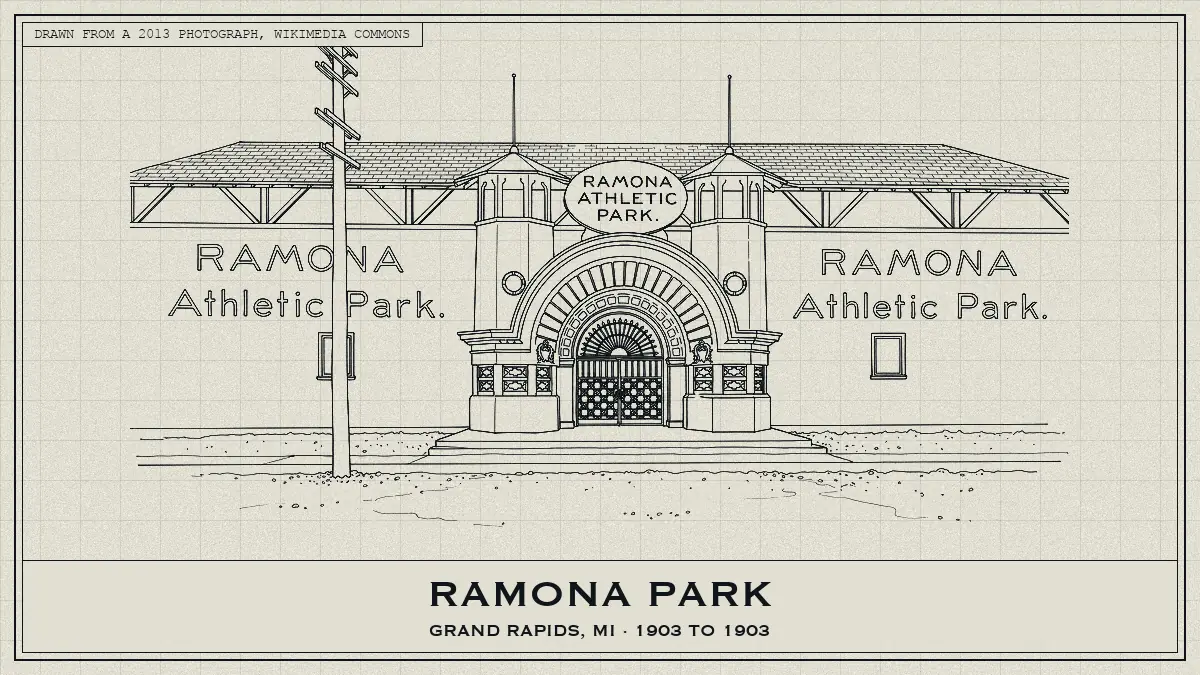 DRAWN FROM A 2013 PHOTOGRAPH, WIKIMEDIA COMMONS
RAMONA
ATHLETIC
PARK.
RAMONA
Athletic Park.
RAMONA
Athletic Park.
RAMONA PARK
GRAND RAPIDS, MI · 1903 TO 1903